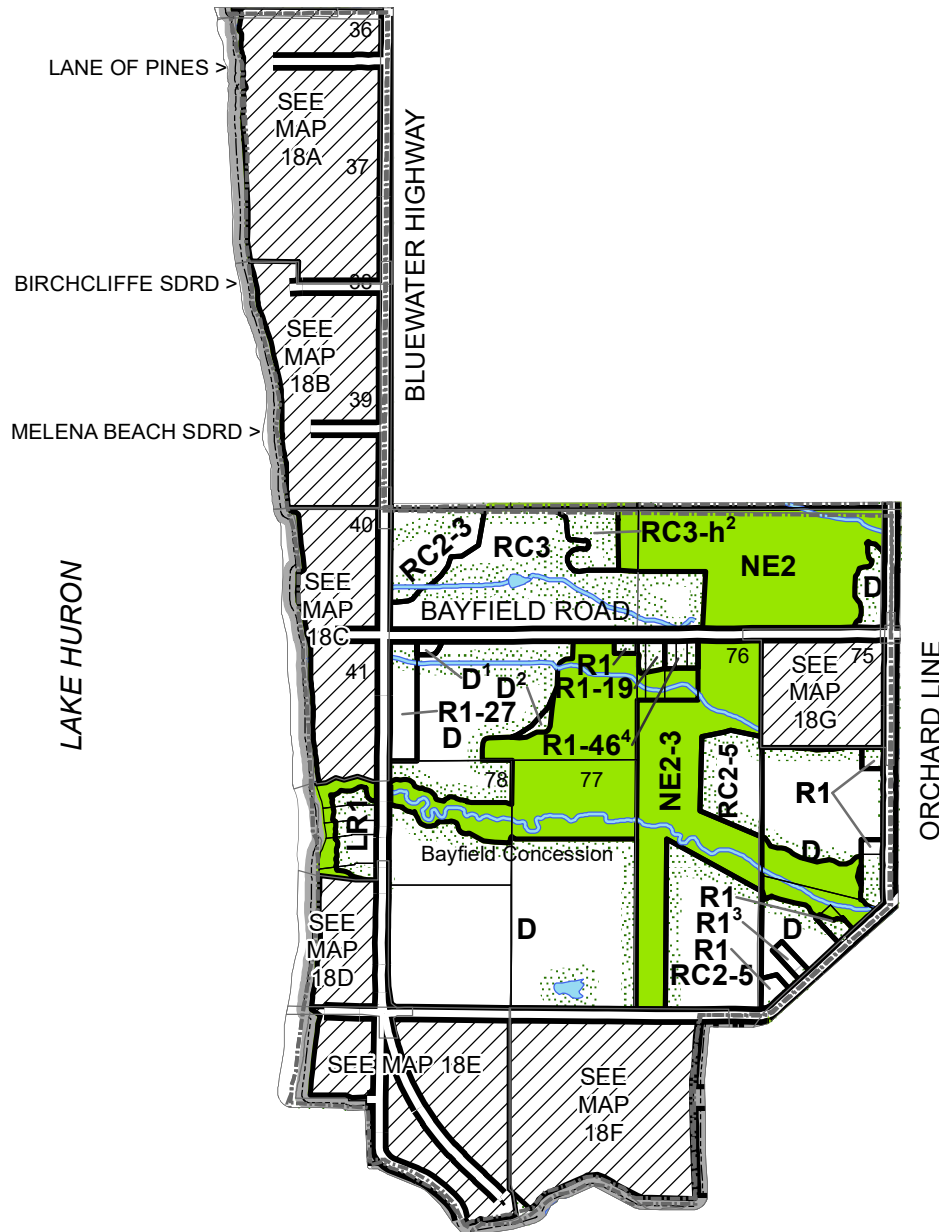 36
LANE OF PINES >
SEE
MAP
18A
BLUEWATER HIGHWAY
37
BIRCHCLIFFE SDRD >
38
SEE
MAP
18B
39
MELENA BEACH SDRD >
40
RC2-3
RC3
RC3-h²
NE2
D
LAKE HURON
SEE
MAP
18C
BAYFIELD ROAD
41
D¹
D²
R1
R1-19
76
75
SEE
MAP
18G
R1-27
D
R1-46⁴
ORCHARD LINE
78
77
NE2-3
RC2-5
R1
LR1
Bayfield Concession
D
R1
R1³
R1
RC2-5
D
D
SEE
MAP
18D
SEE MAP 18E
SEE
MAP
18F